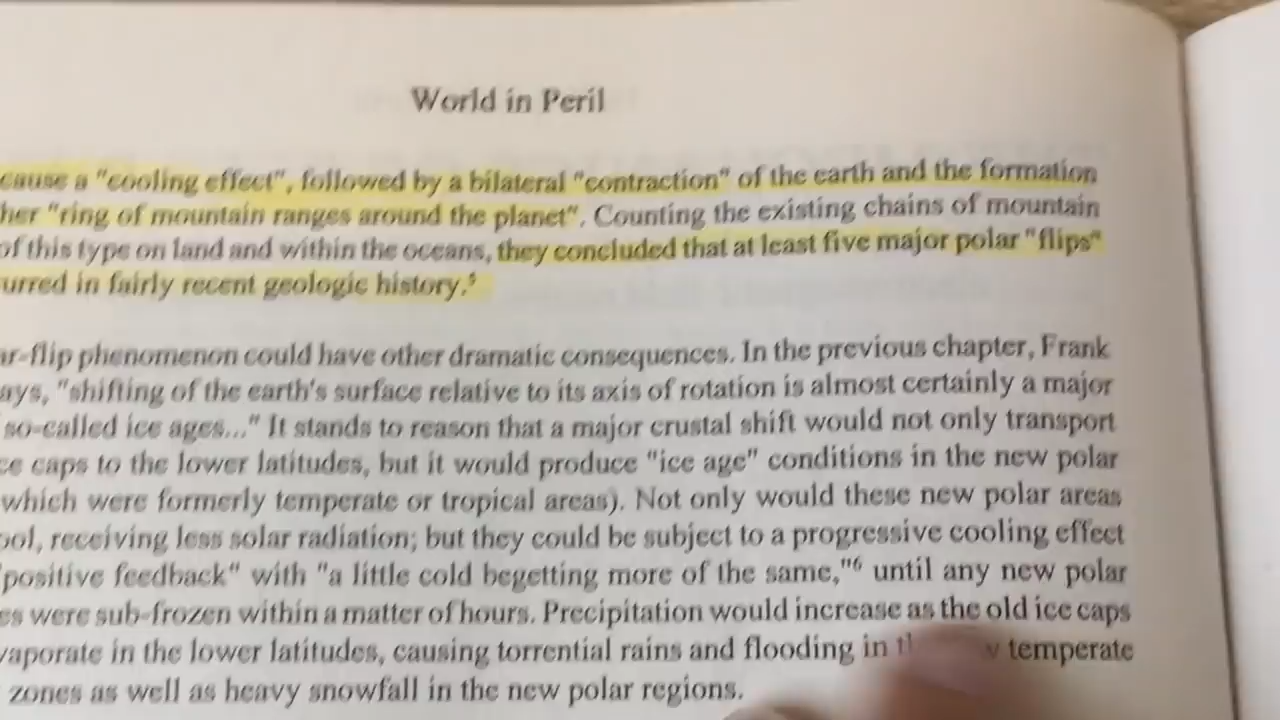 World in Peril
cause a "cooling effect", followed by a bilateral "contraction" of the earth and the formation
her "ring of mountain ranges around the planet". Counting the existing chains of mountain
of this type on land and within the oceans, they concluded that at least five major polar "flips"
urred in fairly recent geologic history.⁵
ar-flip phenomenon could have other dramatic consequences. In the previous chapter, Frank
ays, "shifting of the earth's surface relative to its axis of rotation is almost certainly a major
so-called ice ages..." It stands to reason that a major crustal shift would not only transport
ce caps to the lower latitudes, but it would produce "ice age" conditions in the new polar
which were formerly temperate or tropical areas). Not only would these new polar areas
ool, receiving less solar radiation; but they could be subject to a progressive cooling effect
"positive feedback" with "a little cold begetting more of the same,"⁶ until any new polar
es were sub-frozen within a matter of hours. Precipitation would increase as the old ice caps
vaporate in the lower latitudes, causing torrential rains and flooding in temperate
zones as well as heavy snowfall in the new polar regions.